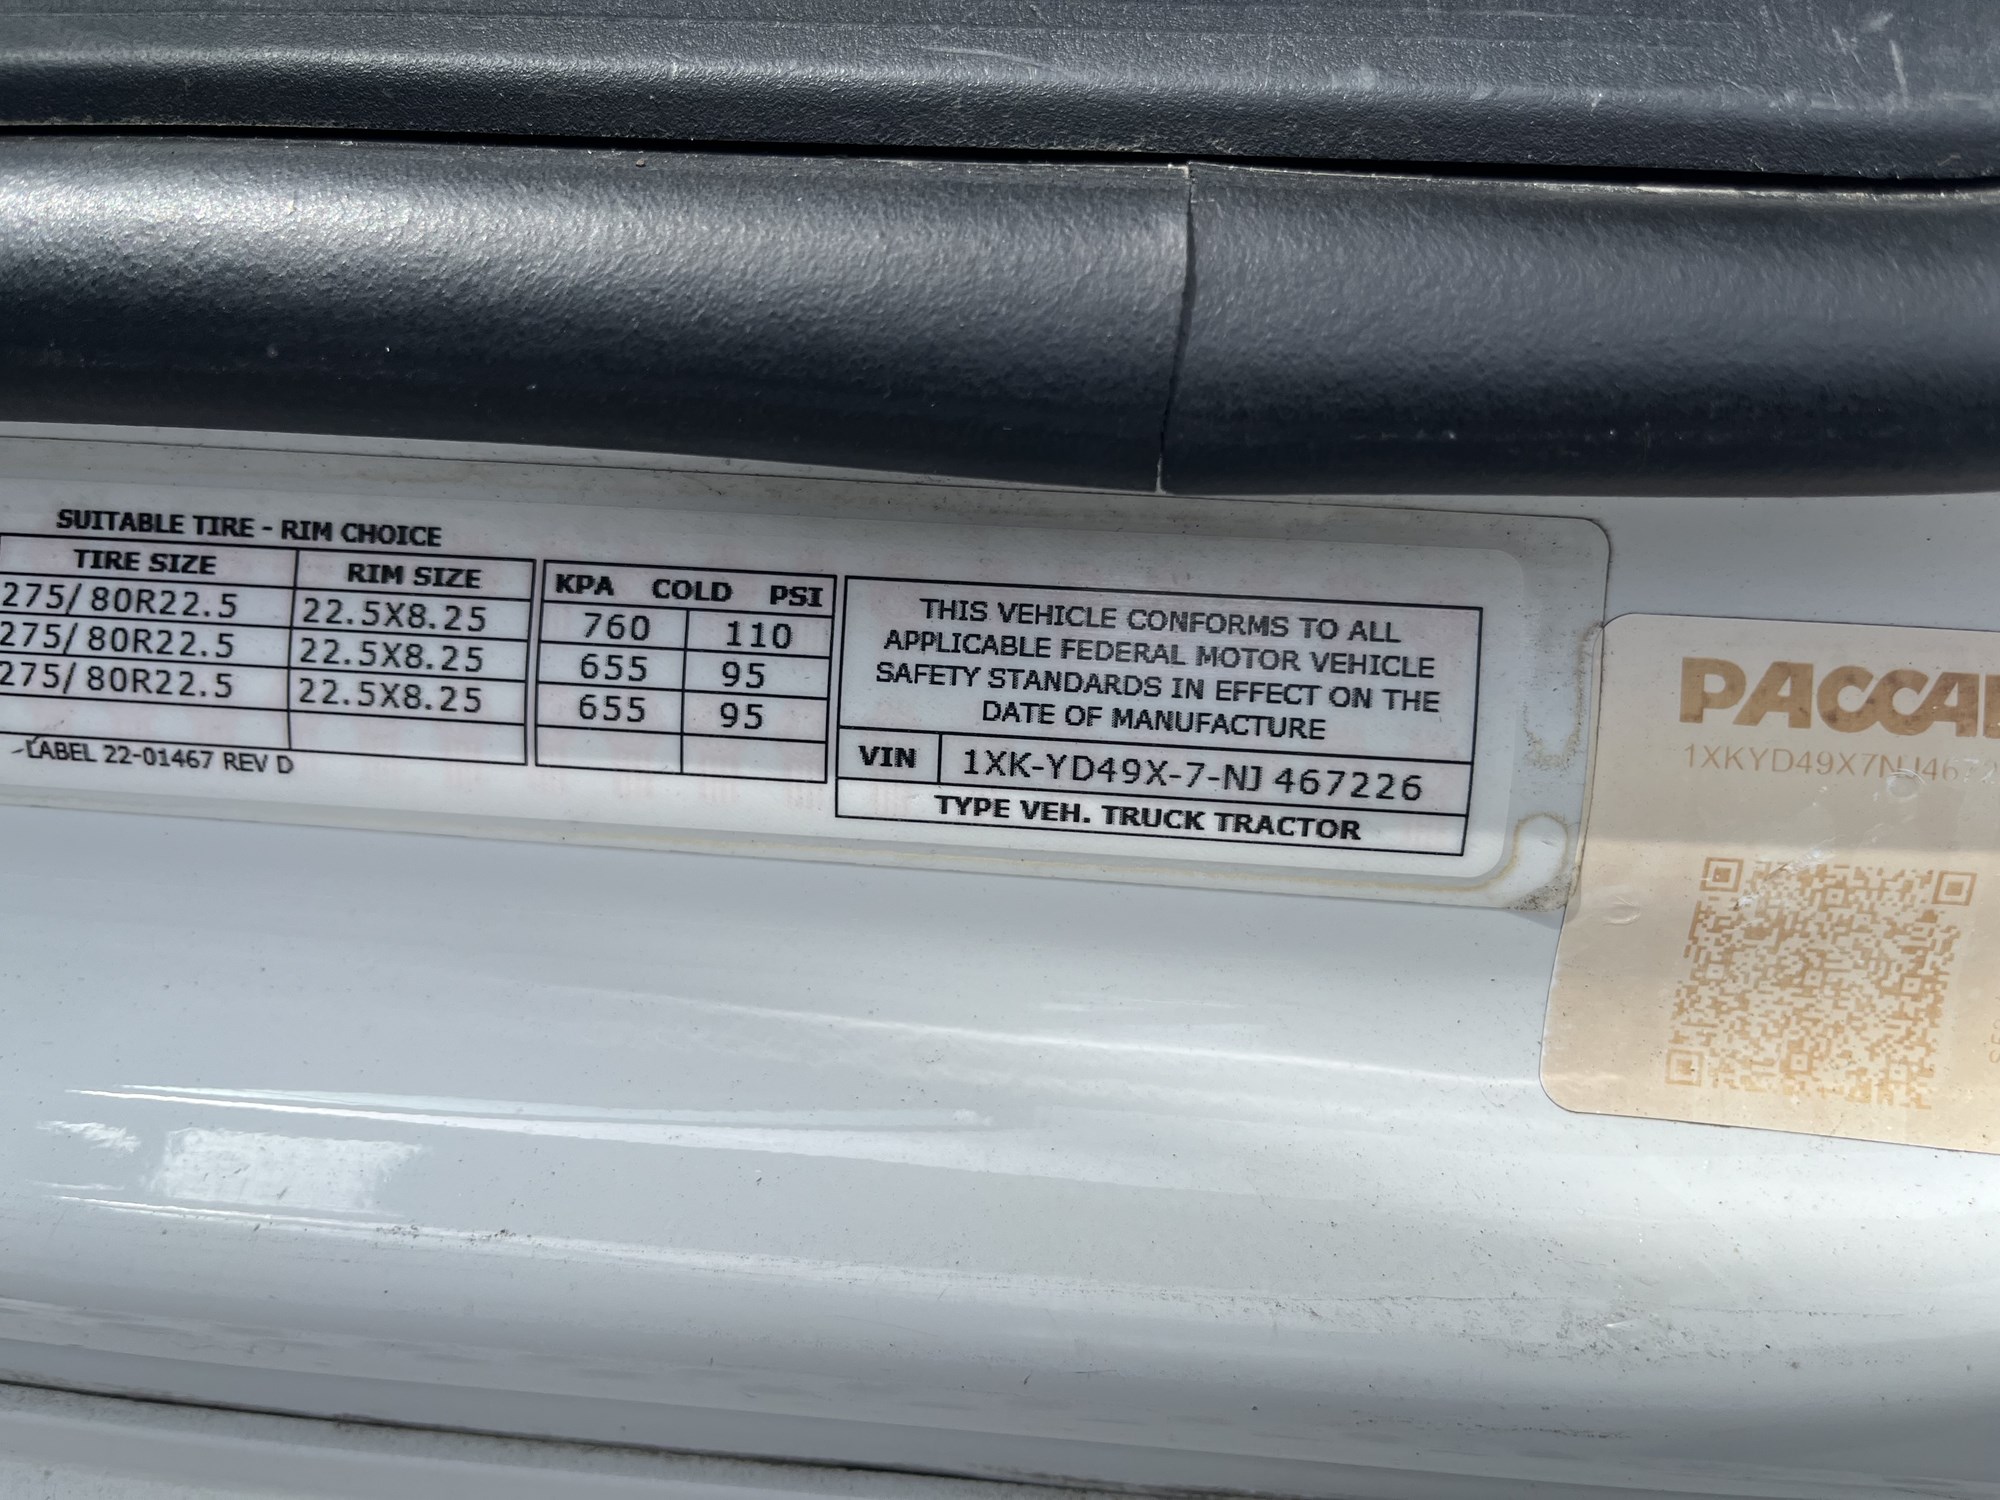 SUITABLE TIRE - RIM CHOICE
TIRE SIZE RIM SIZE KPA COLD PSI
275/80R22.5 22.5X8.25 760 110
275/80R22.5 22.5X8.25 655 95
275/80R22.5 22.5X8.25 655 95
LABEL 22-01467 REV D
THIS VEHICLE CONFORMS TO ALL
APPLICABLE FEDERAL MOTOR VEHICLE
SAFETY STANDARDS IN EFFECT ON THE
DATE OF MANUFACTURE
VIN 1XK-YD49X-7-NJ 467226
TYPE VEH. TRUCK TRACTOR
PACCA
1XKYD49X7NJ4672